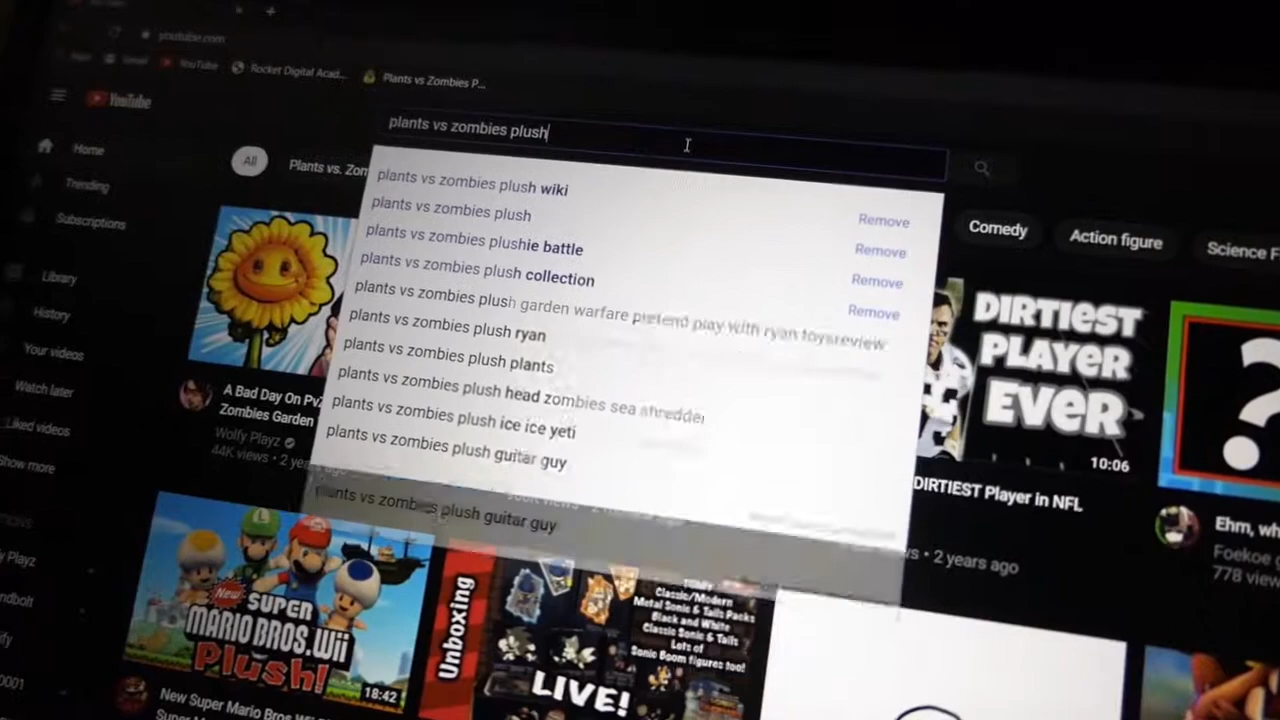 youtube.com
YouTube
Rocket Digital Acad...
Plants vs Zombies P...
YouTube
plants vs zombies plush
Home
Trending
Subscriptions
Library
History
Your videos
Watch later
Liked videos
Show more
All
Plants vs. Zom
Comedy
Action figure
Science F
plants vs zombies plush wiki
plants vs zombies plush
Remove
plants vs zombies plushie battle
Remove
plants vs zombies plush collection
Remove
plants vs zombies plush garden warfare pretend play with ryan toysreview
Remove
plants vs zombies plush ryan
plants vs zombies plush plants
plants vs zombies plush head zombies sea shredder
plants vs zombies plush ice ice yeti
plants vs zombies plush guitar guy
plants vs zombies plush guitar guy
A Bad Day On PvZ
Zombies Garden
Wolfy Playz
44K views • 2 years ago
DIRTIEST
PLAYER
EVER
10:06
DIRTIEST Player in NFL
• 2 years ago
?
Ehm, wh
Foekoe
778 view
New
SUPER
MARIO BROS. Wii
Plush!
18:42
New Super Mario Bros
Unboxing
Classic/Modern
Metal Sonic & Tails Packs
Black and White
Classic Sonic & Tails
Lots of
Sonic Boom figures too!
LIVE!